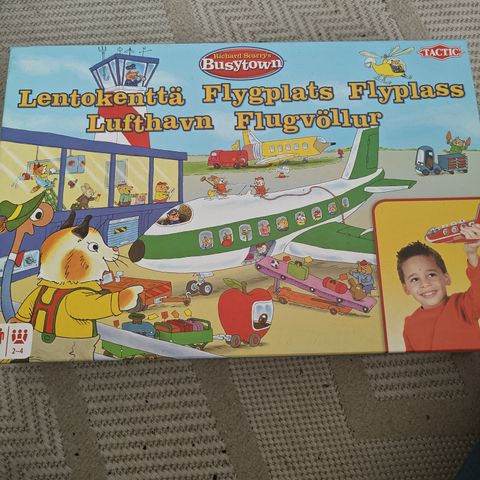 Richard Scarry's
Busytown
TACTIC
Lentokenttä Flygplats Flyplass
Lufthavn Flugvöllur
2-4